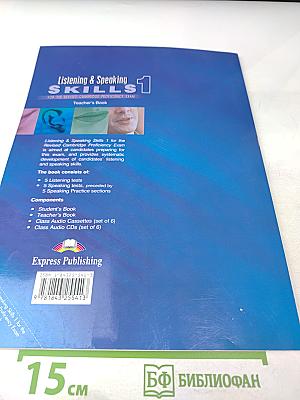 Listening & Speaking
SKILLS 1
FOR THE REVISED CAMBRIDGE PROFICIENCY EXAM
Teacher's Book
Listening & Speaking Skills 1 for the
Revised Cambridge Proficiency Exam
is aimed at candidates preparing for
this exam, and provides systematic
development of candidates' listening
and speaking skills.
The book consists of:
• 5 Listening tests
• 5 Speaking tests, preceded by
5 Speaking Practice sections
Components
• Student's Book
• Teacher's Book
• Class Audio Cassettes (set of 6)
• Class Audio CDs (set of 6)
Express Publishing
9 781843 255413
15 см
БФ БИБЛИОФАН